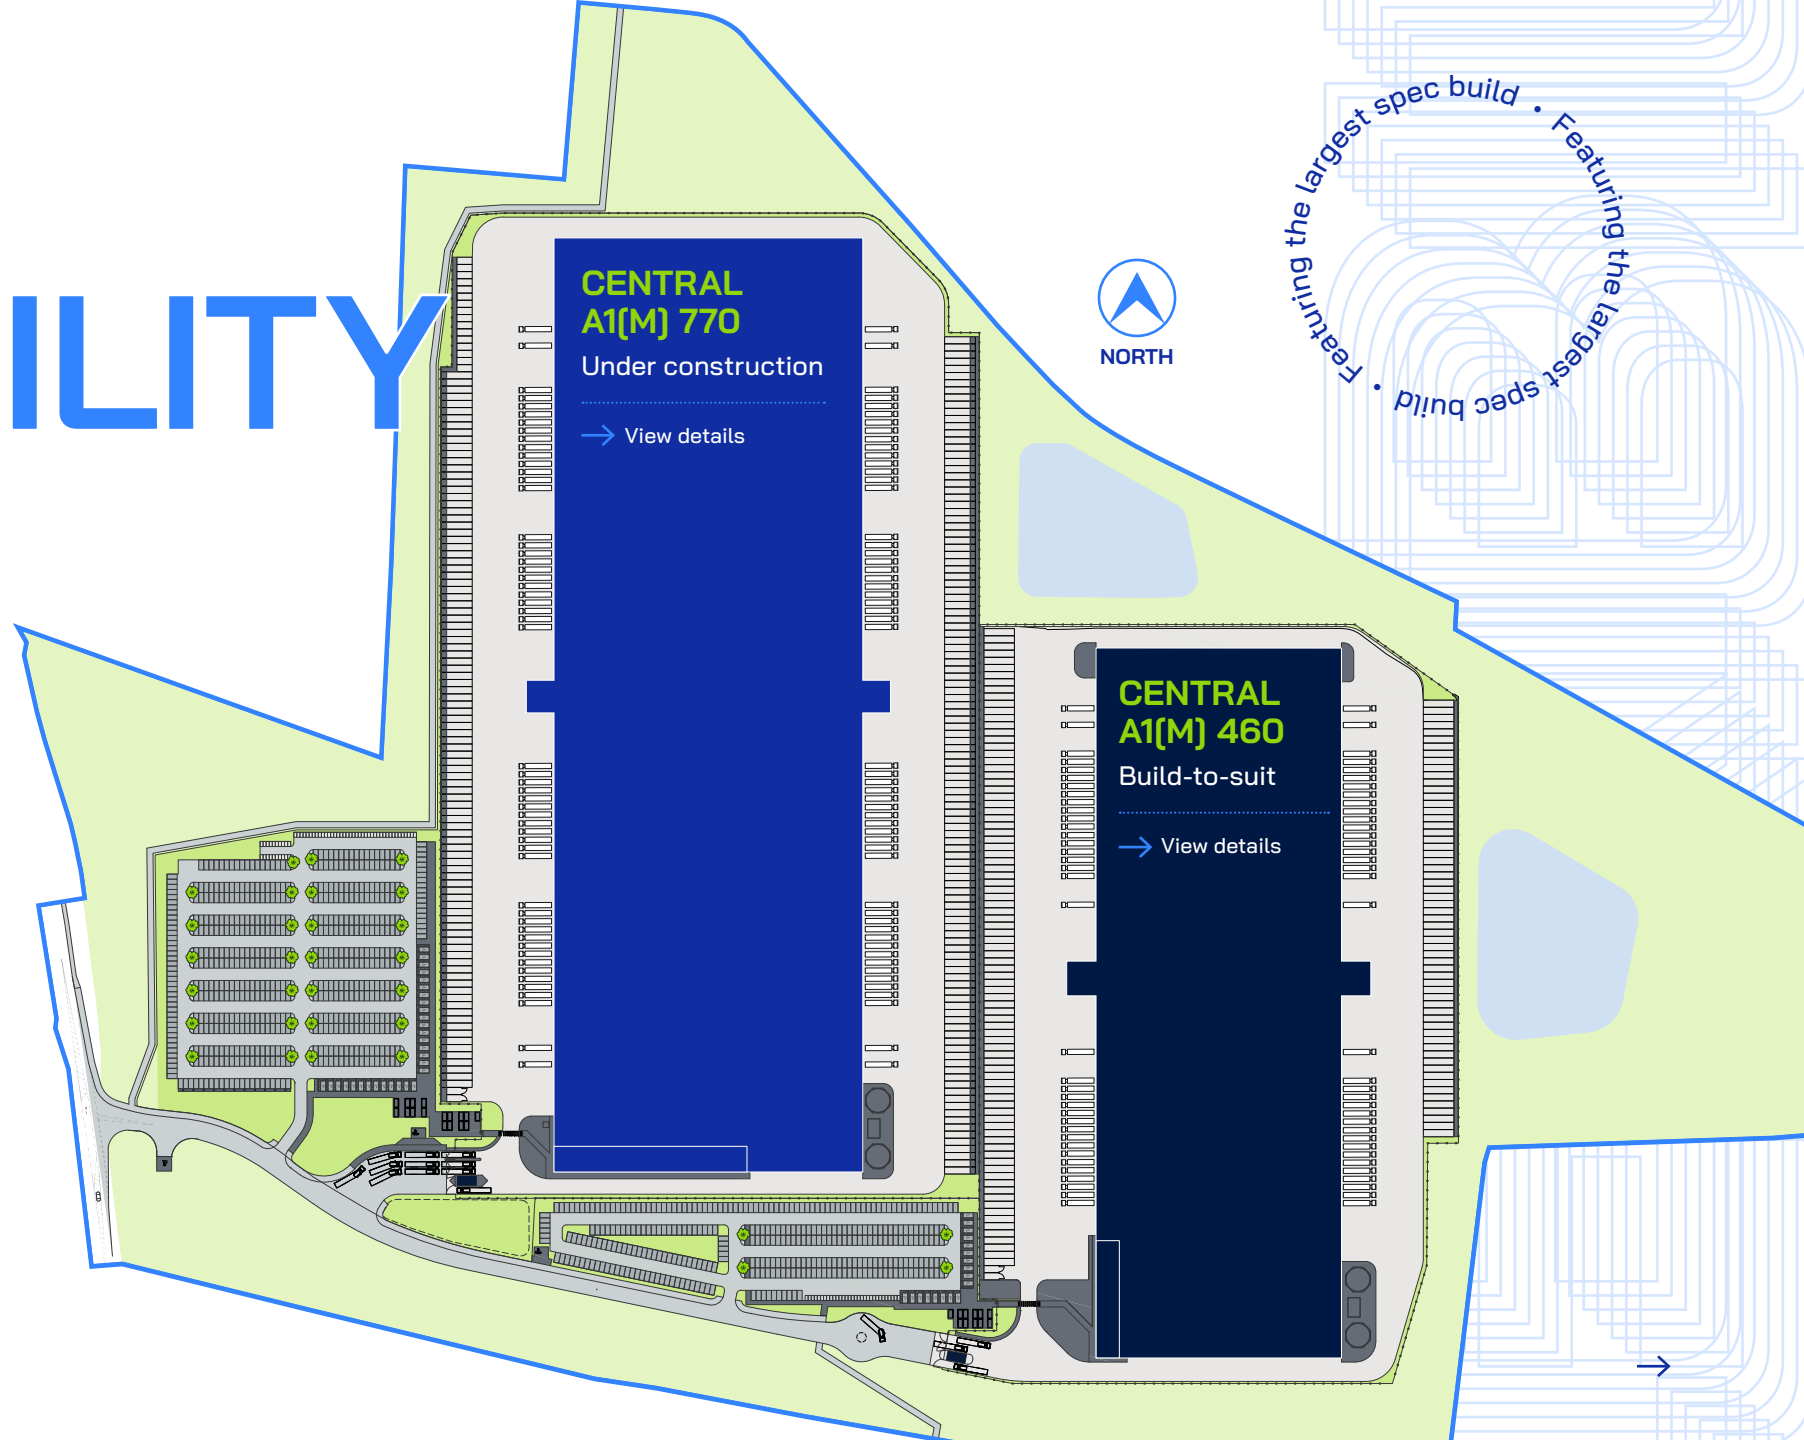 ILITY
CENTRAL
A1(M) 770
Under construction
View details
NORTH
Featuring the largest spec build • Featuring the largest spec build •
CENTRAL
A1(M) 460
Build-to-suit
View details